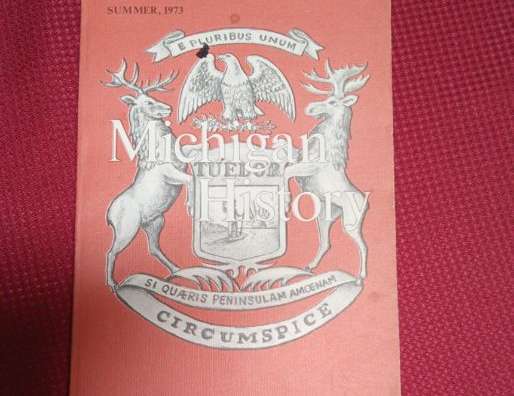 SUMMER, 1973
E PLURIBUS UNUM
Michigan
TUEBOR
History
SI QUÆRIS PENINSULAM AMOENAM
CIRCUMSPICE